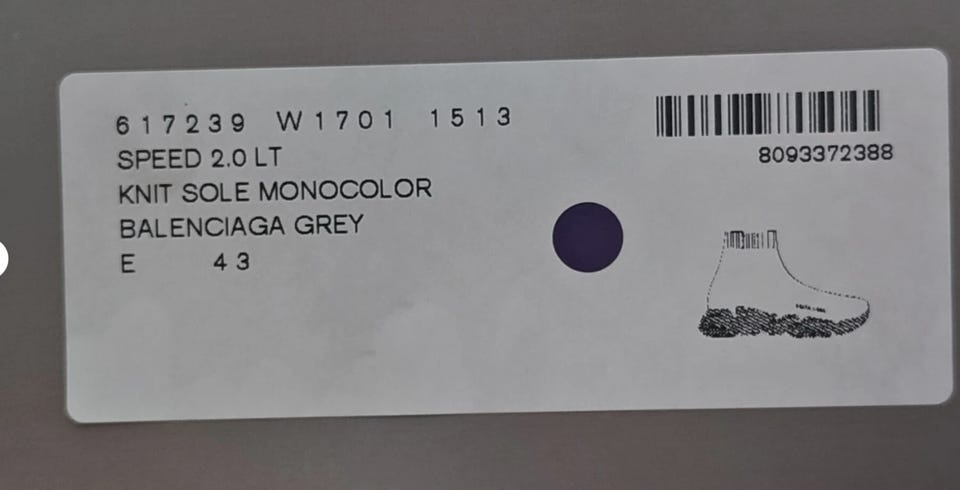 617239 W1701 1513
SPEED 2.0 LT
KNIT SOLE MONOCOLOR
BALENCIAGA GREY
E 43
8093372388